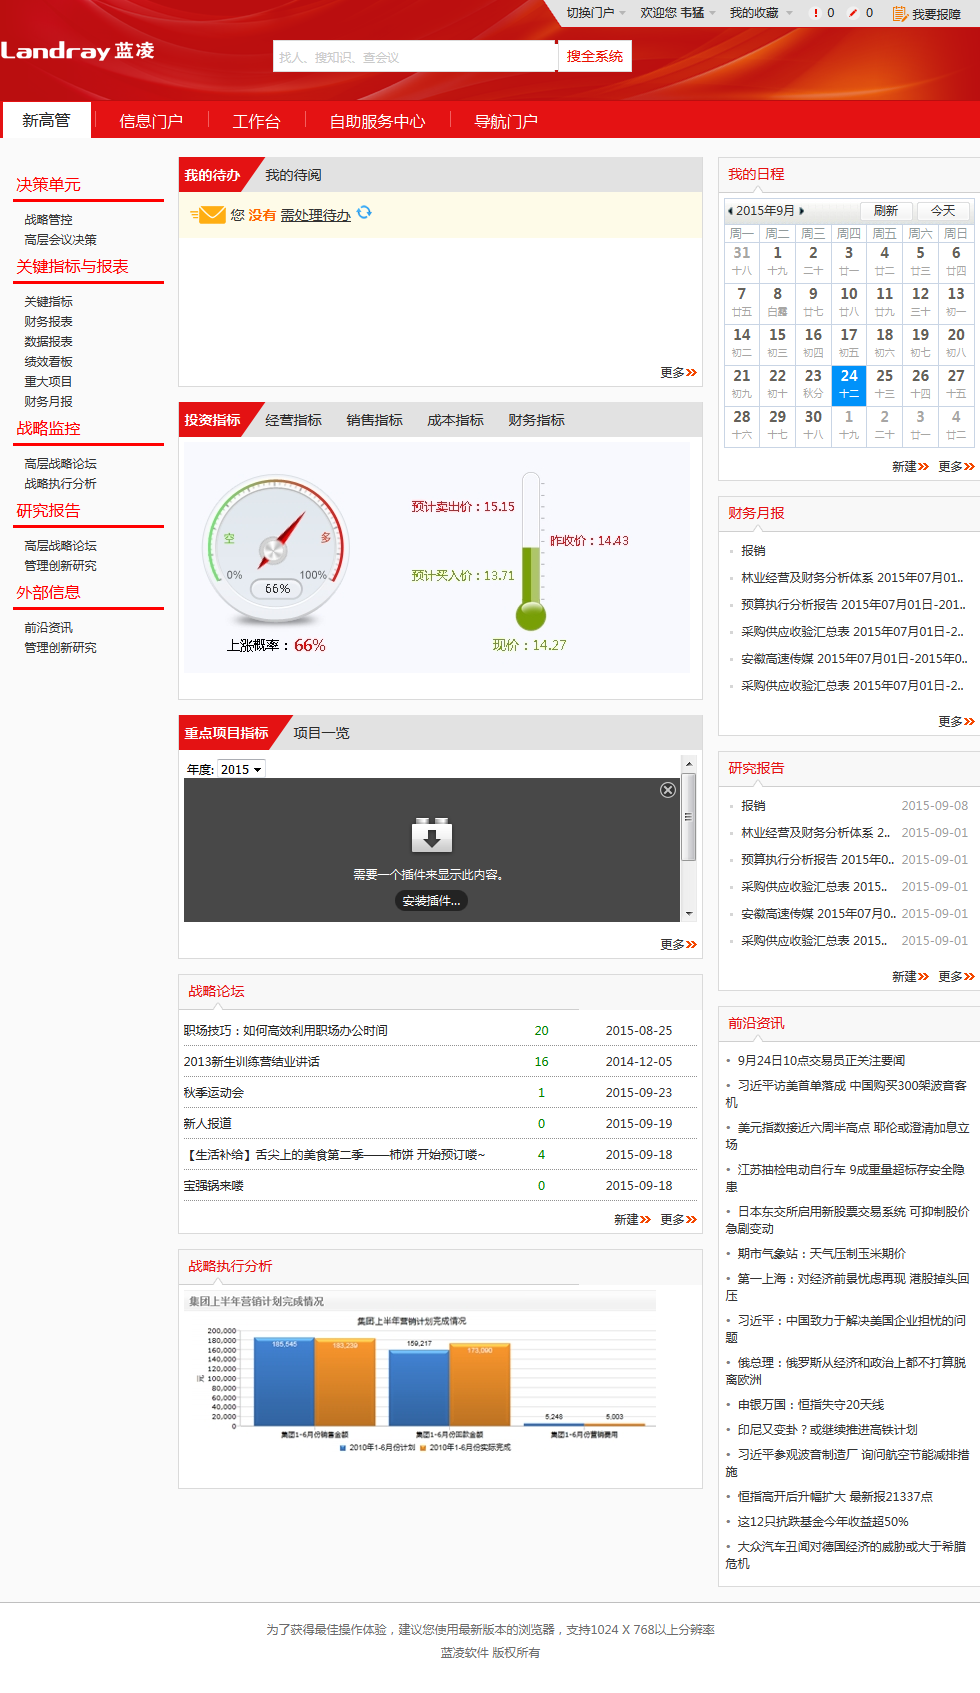 切换门户 欢迎您 韦猛 我的收藏 0 0 我要报障
Landray 蓝凌
找人、搜知识、查会议 搜全系统
新高管 信息门户 工作台 自助服务中心 导航门户
决策单元
战略管控
高层会议决策
关键指标与报表
关键指标
财务报表
数据报表
绩效看板
重大项目
财务月报
战略监控
高层战略论坛
战略执行分析
研究报告
高层战略论坛
管理创新研究
外部信息
前沿资讯
管理创新研究
我的待办 我的待阅
您 没有 需处理待办
更多
投资指标 经营指标 销售指标 成本指标 财务指标
空 多
0% 100%
66%
上涨概率：66%
预计卖出价：15.15
昨收价：14.43
预计买入价：13.71
现价：14.27
重点项目指标 项目一览
年度: 2015
需要一个插件来显示此内容。
安装插件...
更多
战略论坛
职场技巧：如何高效利用职场办公时间 20 2015-08-25
2013新生训练营结业讲话 16 2014-12-05
秋季运动会 1 2015-09-23
新人报道 0 2015-09-19
【生活补给】舌尖上的美食第二季——柿饼 开始预订喽~ 4 2015-09-18
宝强锅来喽 0 2015-09-18
新建 更多
战略执行分析
集团上半年营销计划完成情况
集团上半年营销计划完成情况
元
200,000
180,000
160,000
140,000
120,000
100,000
80,000
60,000
40,000
20,000
0
185,545 183,239 159,217 173,090 5,248 5,003
集团1-6月份销售金额 集团1-6月份回款金额 集团1-6月份营销费用
2010年1-6月份计划 2010年1-6月份实际完成
我的日程
2015年9月 刷新 今天
周一 周二 周三 周四 周五 周六 周日
31 1 2 3 4 5 6
十八 十九 二十 廿一 廿二 廿三 廿四
7 8 9 10 11 12 13
廿五 白露 廿七 廿八 廿九 三十 初一
14 15 16 17 18 19 20
初二 初三 初四 初五 初六 初七 初八
21 22 23 24 25 26 27
初九 初十 秋分 十二 十三 十四 十五
28 29 30 1 2 3 4
十六 十七 十八 十九 二十 廿一 廿二
新建 更多
财务月报
报销
林业经营及财务分析体系 2015年07月01..
预算执行分析报告 2015年07月01日-201..
采购供应收验汇总表 2015年07月01日-2..
安徽高速传媒 2015年07月01日-2015年0..
采购供应收验汇总表 2015年07月01日-2..
更多
研究报告
报销 2015-09-08
林业经营及财务分析体系 2.. 2015-09-01
预算执行分析报告 2015年0.. 2015-09-01
采购供应收验汇总表 2015.. 2015-09-01
安徽高速传媒 2015年07月0.. 2015-09-01
采购供应收验汇总表 2015.. 2015-09-01
新建 更多
前沿资讯
9月24日10点交易员正关注要闻
习近平访美首单落成 中国购买300架波音客
机
美元指数接近六周半高点 耶伦或澄清加息立
场
江苏抽检电动自行车 9成重量超标存安全隐
患
日本东交所启用新股票交易系统 可抑制股价
急剧变动
期市气象站：天气压制玉米期价
第一上海：对经济前景忧虑再现 港股掉头回
压
习近平：中国致力于解决美国企业担忧的问
题
俄总理：俄罗斯从经济和政治上都不打算脱
离欧洲
申银万国：恒指失守20天线
印尼又变卦？或继续推进高铁计划
习近平参观波音制造厂 询问航空节能减排措
施
恒指高开后升幅扩大 最新报21337点
这12只抗跌基金今年收益超50%
大众汽车丑闻对德国经济的威胁或大于希腊
危机
为了获得最佳操作体验，建议您使用最新版本的浏览器，支持1024 X 768以上分辨率
蓝凌软件 版权所有